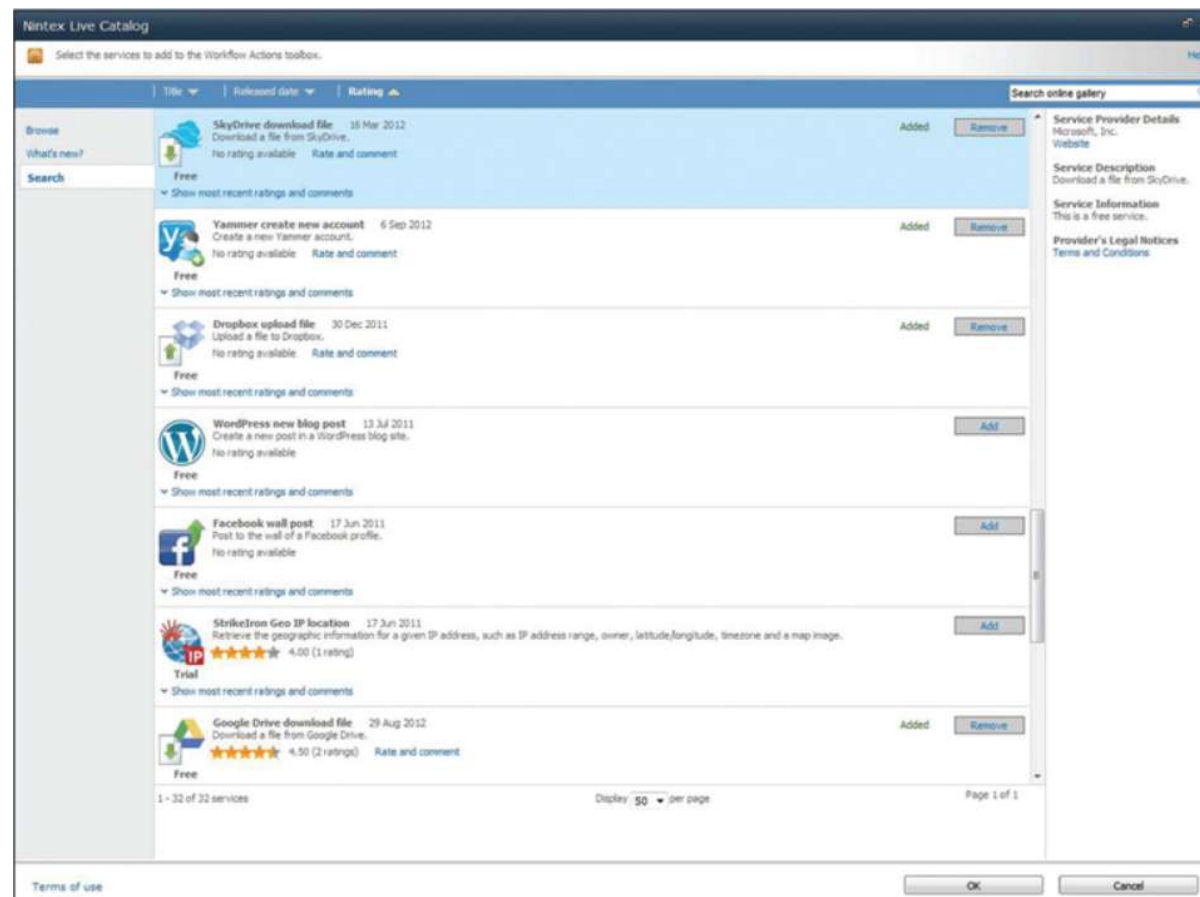 Nintex Live Catalog
Select the services to add to the Workflow Actions toolbox.
Title Released date Rating Search online gallery
Browse
What's new?
Search
SkyDrive download file 16 Mar 2012 Added Remove
Download a file from SkyDrive.
No rating available Rate and comment
Free
Show most recent ratings and comments
Yammer create new account 6 Sep 2012 Added Remove
Create a new Yammer account.
No rating available Rate and comment
Free
Show most recent ratings and comments
Dropbox upload file 30 Dec 2011 Added Remove
Upload a file to Dropbox.
No rating available Rate and comment
Free
Show most recent ratings and comments
WordPress new blog post 13 Jul 2011 Add
Create a new post in a WordPress blog site.
No rating available
Free
Show most recent ratings and comments
Facebook wall post 17 Jun 2011 Add
Post to the wall of a Facebook profile.
No rating available
Free
Show most recent ratings and comments
StrikeIron Geo IP location 17 Jun 2011 Add
Retrieve the geographic information for a given IP address, such as IP address range, owner, latitude/longitude, timezone and a map image.
IP
4.00 (1 rating)
Trial
Show most recent ratings and comments
Google Drive download file 29 Aug 2012 Added Remove
Download a file from Google Drive.
4.50 (2 ratings) Rate and comment
Free
Service Provider Details
Microsoft, Inc.
Website
Service Description
Download a file from SkyDrive.
Service Information
This is a free service.
Provider's Legal Notices
Terms and Conditions
1 - 32 of 32 services Display 50 per page Page 1 of 1
Terms of use OK Cancel